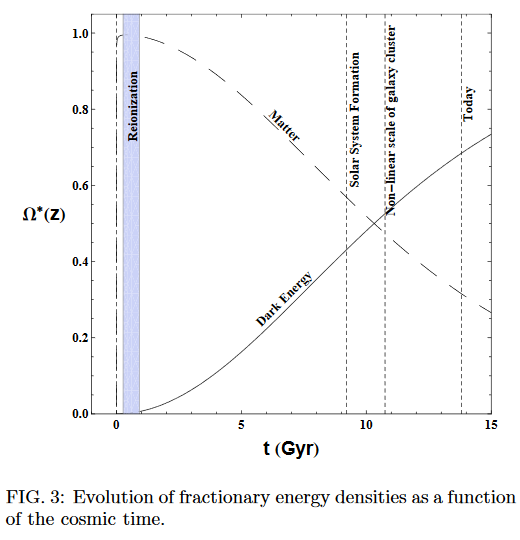 1.0
0.8
0.6
0.4
0.2
0.0
Ω*(z)
Reionization
Matter
Dark Energy
Solar System Formation
Non-linear scale of galaxy cluster
Today
0
5
10
15
t (Gyr)
FIG. 3: Evolution of fractionary energy densities as a function
of the cosmic time.